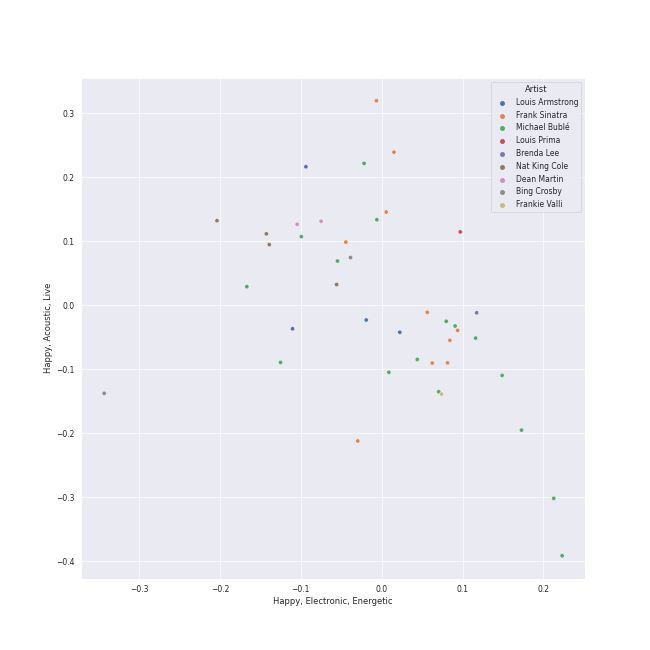 Artist
Louis Armstrong
Frank Sinatra
Michael Bublé
Louis Prima
Brenda Lee
Nat King Cole
Dean Martin
Bing Crosby
Frankie Valli
0.3
0.2
0.1
0.0
−0.1
−0.2
−0.3
−0.4
Happy, Acoustic, Live
−0.3
−0.2
−0.1
0.0
0.1
0.2
Happy, Electronic, Energetic